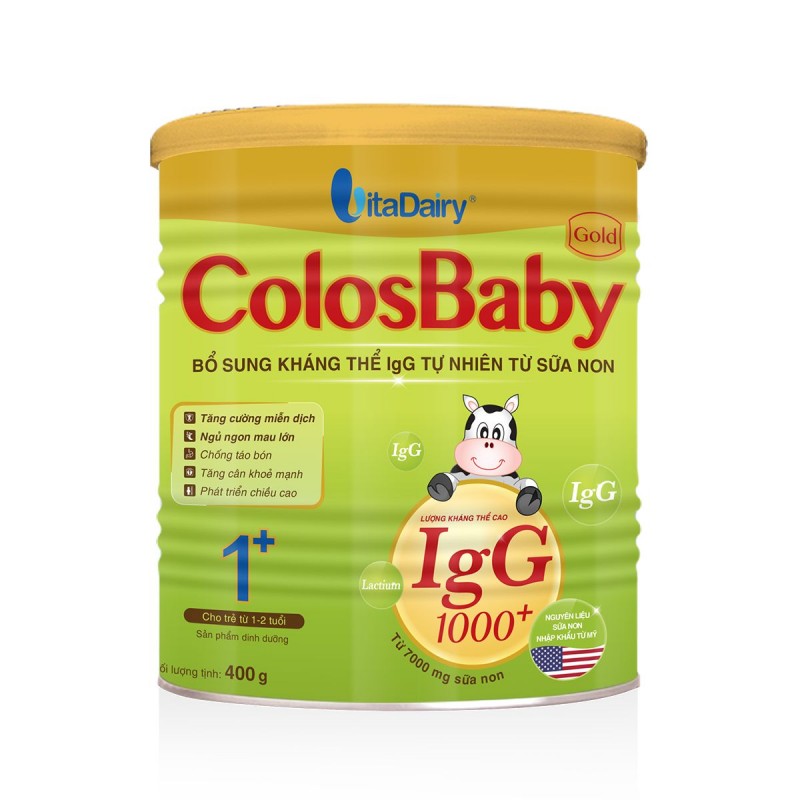 VitaDairy®
Gold
ColosBaby
BỔ SUNG KHÁNG THỂ IgG TỰ NHIÊN TỪ SỮA NON
Tăng cường miễn dịch
Ngủ ngon mau lớn
Chống táo bón
Tăng cân khoẻ mạnh
Phát triển chiều cao
IgG
IgG
LƯỢNG KHÁNG THỂ CAO
IgG
1000+
Lactium
Từ 7000 mg sữa non
1+
Cho trẻ từ 1-2 tuổi
Sản phẩm dinh dưỡng
ối lượng tịnh: 400 g
NGUYÊN LIỆU
SỮA NON
NHẬP KHẨU TỪ MỸ